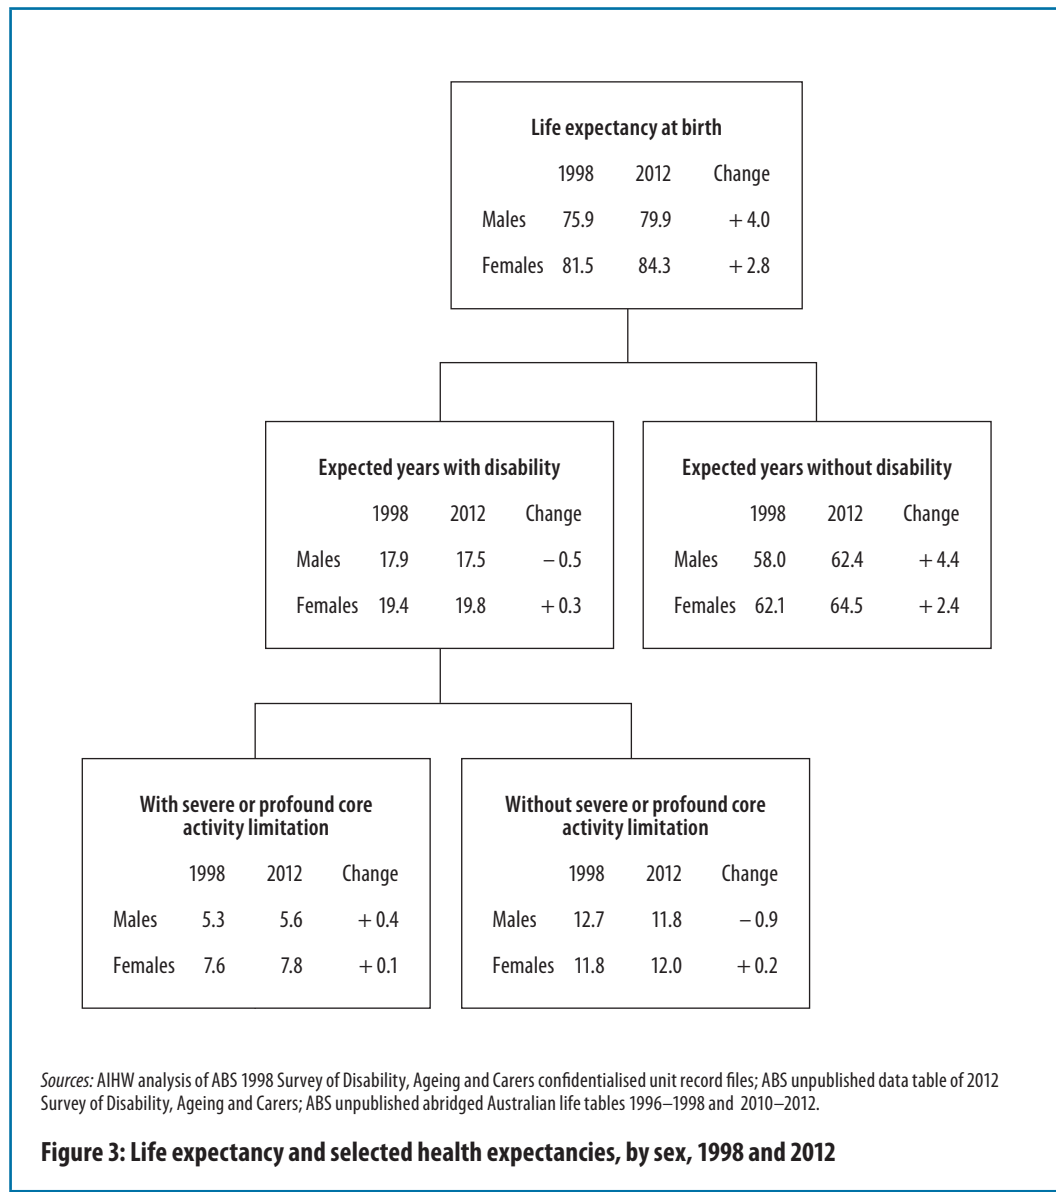 Life expectancy at birth
1998 2012 Change
Males 75.9 79.9 + 4.0
Females 81.5 84.3 + 2.8
Expected years with disability
1998 2012 Change
Males 17.9 17.5 – 0.5
Females 19.4 19.8 + 0.3
Expected years without disability
1998 2012 Change
Males 58.0 62.4 + 4.4
Females 62.1 64.5 + 2.4
With severe or profound core
activity limitation
1998 2012 Change
Males 5.3 5.6 + 0.4
Females 7.6 7.8 + 0.1
Without severe or profound core
activity limitation
1998 2012 Change
Males 12.7 11.8 – 0.9
Females 11.8 12.0 + 0.2
Sources: AIHW analysis of ABS 1998 Survey of Disability, Ageing and Carers confidentialised unit record files; ABS unpublished data table of 2012
Survey of Disability, Ageing and Carers; ABS unpublished abridged Australian life tables 1996–1998 and 2010–2012.
Figure 3: Life expectancy and selected health expectancies, by sex, 1998 and 2012